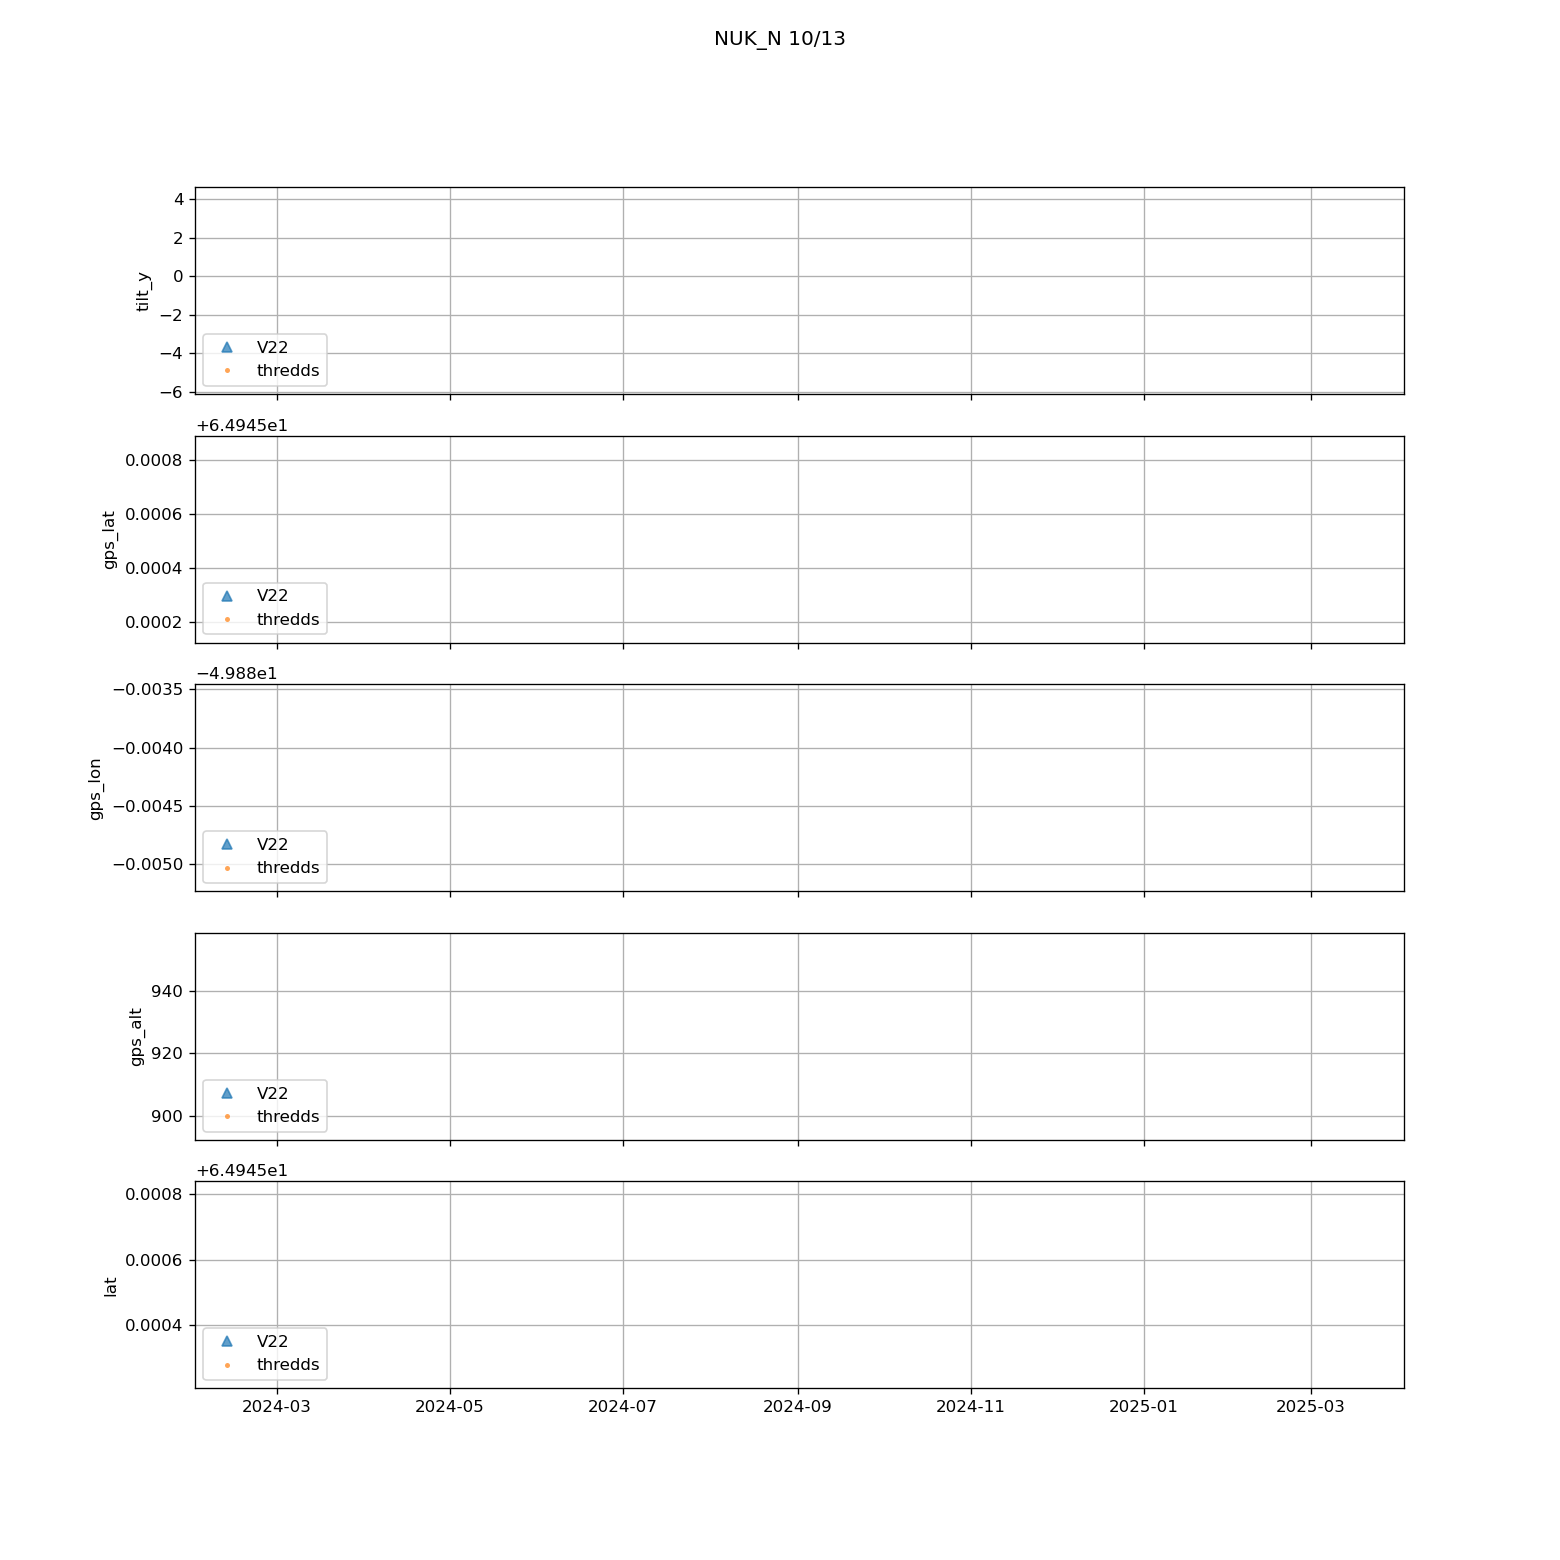 NUK_N 10/13
4
2
0
−2
−4
−6
tilt_y
V22
thredds
+6.4945e1
0.0008
0.0006
0.0004
0.0002
gps_lat
V22
thredds
−4.988e1
−0.0035
−0.0040
−0.0045
−0.0050
gps_lon
V22
thredds
940
920
900
gps_alt
V22
thredds
+6.4945e1
0.0008
0.0006
0.0004
lat
V22
thredds
2024-03 2024-05 2024-07 2024-09 2024-11 2025-01 2025-03